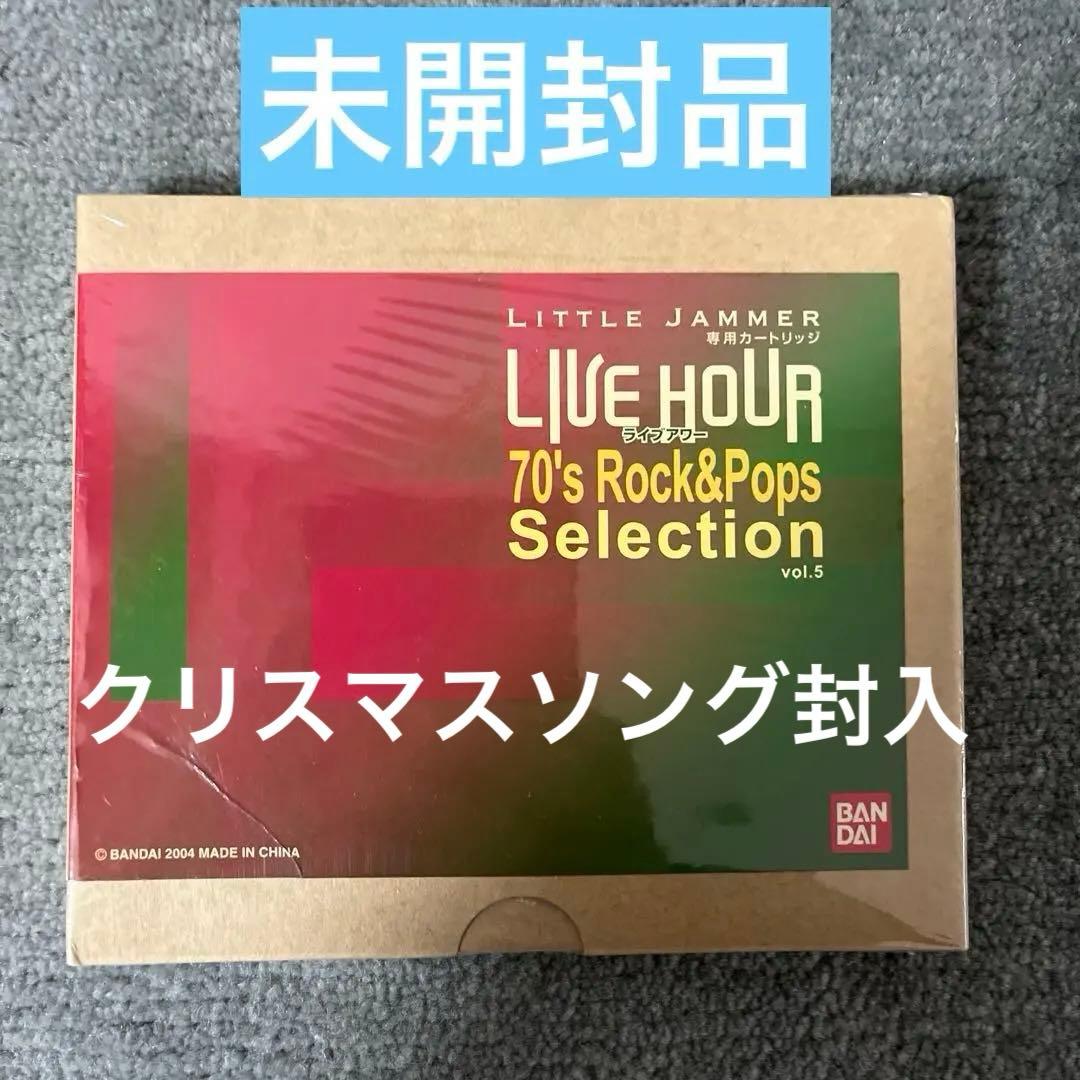 未開封品
LITTLE JAMMER
専用カートリッジ
LIVE HOUR
ライブアワー
70's Rock&Pops
Selection
vol.5
クリスマスソング封入
BAN
DAI
© BANDAI 2004 MADE IN CHINA